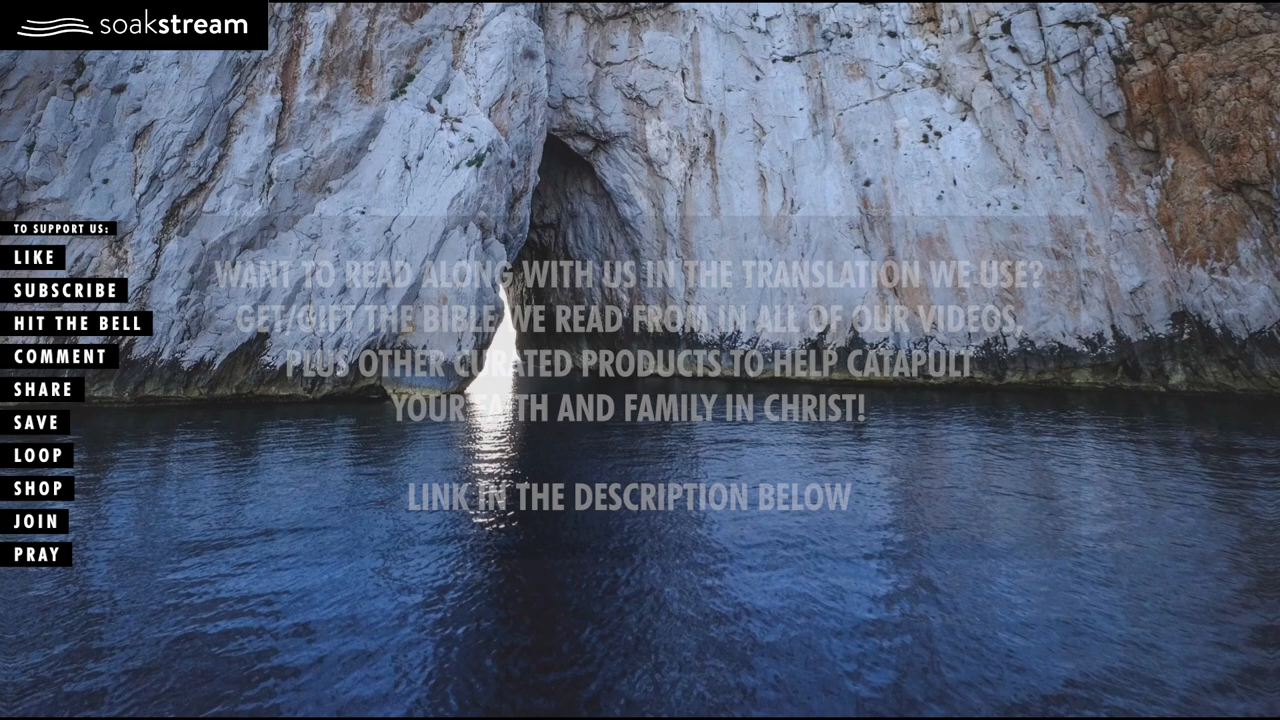 soakstream
TO SUPPORT US:
LIKE
SUBSCRIBE
HIT THE BELL
COMMENT
SHARE
SAVE
LOOP
SHOP
JOIN
PRAY
WANT TO READ ALONG WITH US IN THE TRANSLATION WE USE?
GET/GIFT THE BIBLE WE READ FROM IN ALL OF OUR VIDEOS,
PLUS OTHER CURATED PRODUCTS TO HELP CATAPULT
YOUR FAITH AND FAMILY IN CHRIST!
LINK IN THE DESCRIPTION BELOW